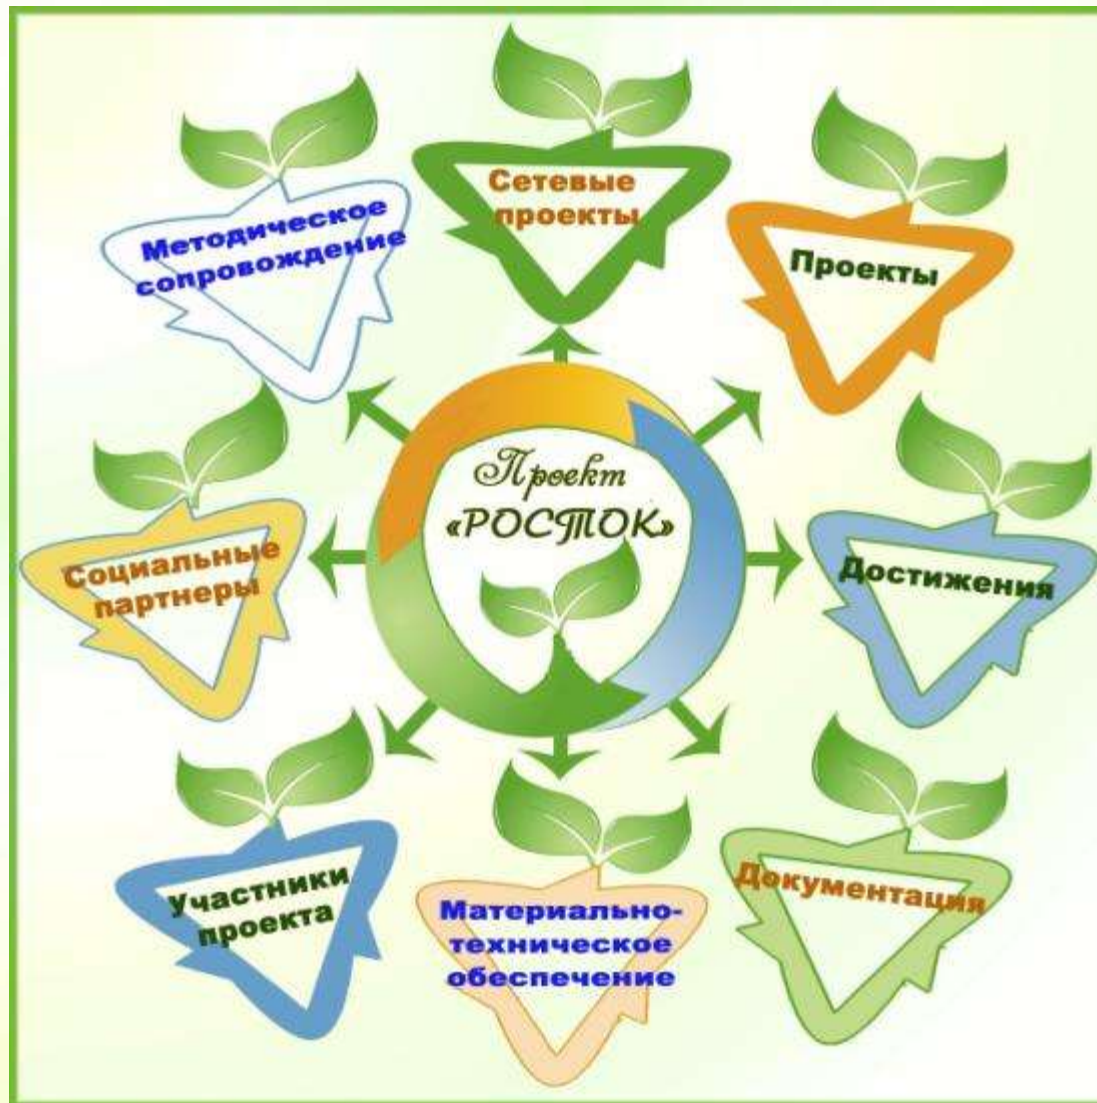 Сетевые
проекты
Методическое
сопровождение
Проекты
Проект
«РОСТОК»
Социальные
партнеры
Достижения
Участники
проекта
Материально-
техническое
обеспечение
Документация